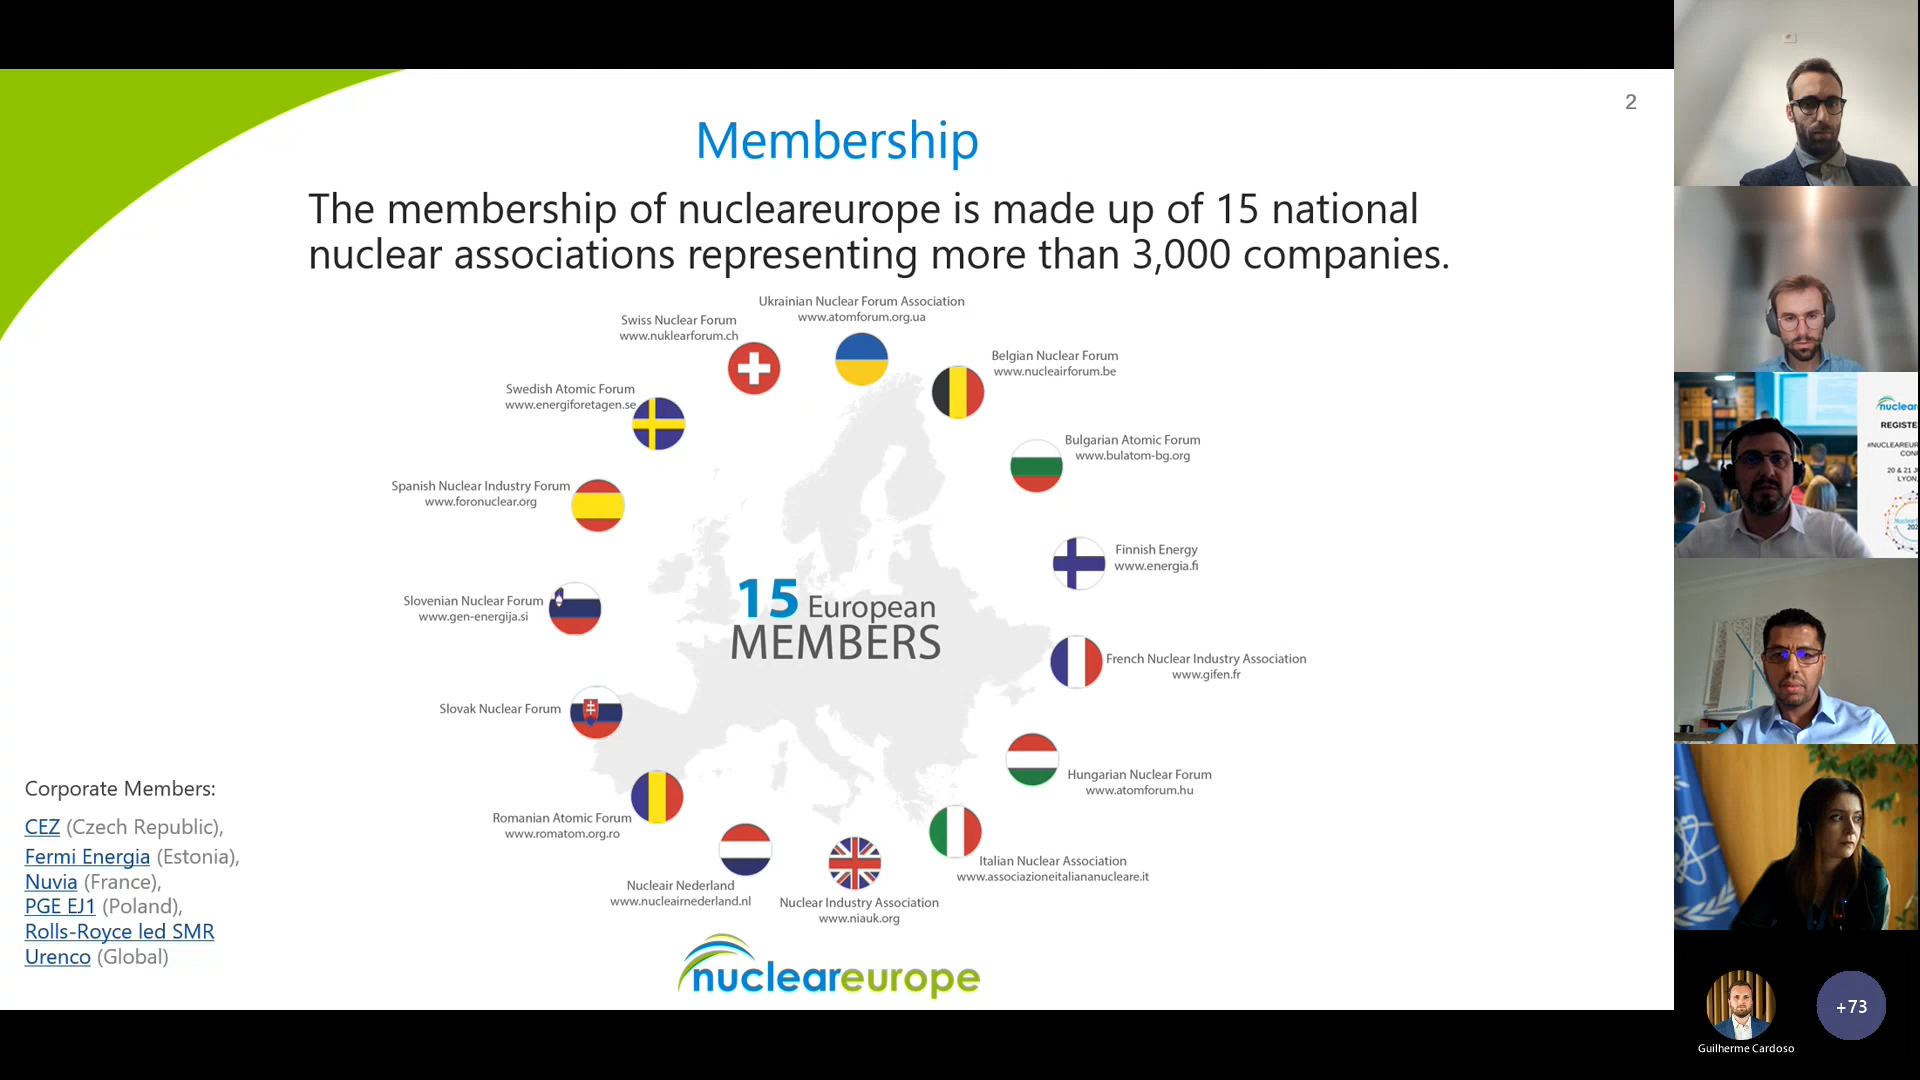 2
Membership
The membership of nucleareurope is made up of 15 national
nuclear associations representing more than 3,000 companies.
Ukrainian Nuclear Forum Association
www.atomforum.org.ua
Swiss Nuclear Forum
www.nuklearforum.ch
Belgian Nuclear Forum
www.nucleairforum.be
Swedish Atomic Forum
www.energiforetagen.se
Bulgarian Atomic Forum
www.bulatom-bg.org
Spanish Nuclear Industry Forum
www.foronuclear.org
Finnish Energy
www.energia.fi
15 European
MEMBERS
Slovenian Nuclear Forum
www.gen-energija.si
French Nuclear Industry Association
www.gifen.fr
Slovak Nuclear Forum
Hungarian Nuclear Forum
www.atomforum.hu
Romanian Atomic Forum
www.romatom.org.ro
Italian Nuclear Association
www.associazioneitaliananucleare.it
Nucleair Nederland
www.nucleairnederland.nl
Nuclear Industry Association
www.niauk.org
Corporate Members:
CEZ (Czech Republic),
Fermi Energia (Estonia),
Nuvia (France),
PGE EJ1 (Poland),
Rolls-Royce led SMR
Urenco (Global)
nucleareurope
nuclear
REGISTE
#NUCLEAREUR
CON
20 & 21 J
LYON
+73
Guilherme Cardoso